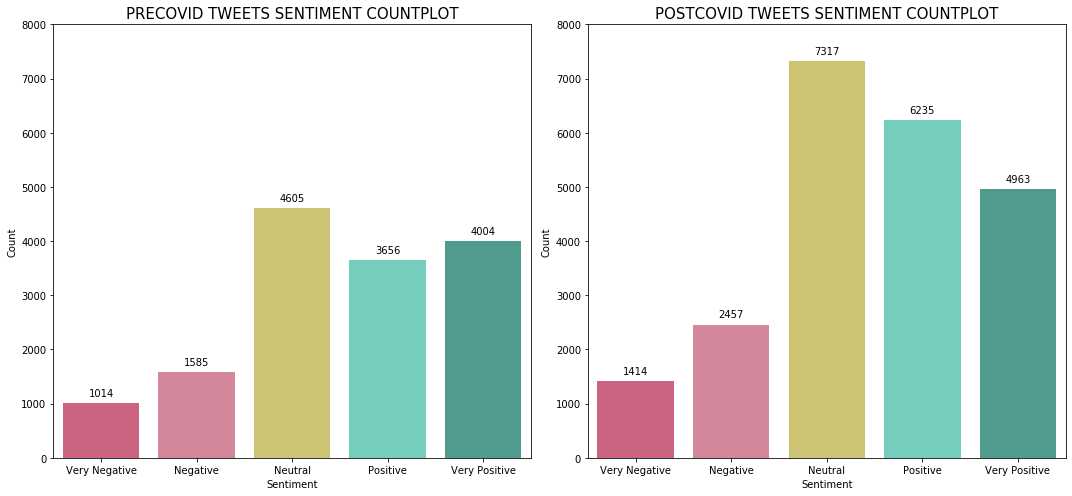 PRECOVID TWEETS SENTIMENT COUNTPLOT
8000
7000
6000
5000
4000
3000
2000
1000
0
Count
1014
1585
4605
3656
4004
Very Negative
Negative
Neutral
Positive
Very Positive
Sentiment
POSTCOVID TWEETS SENTIMENT COUNTPLOT
8000
7000
6000
5000
4000
3000
2000
1000
0
Count
1414
2457
7317
6235
4963
Very Negative
Negative
Neutral
Positive
Very Positive
Sentiment